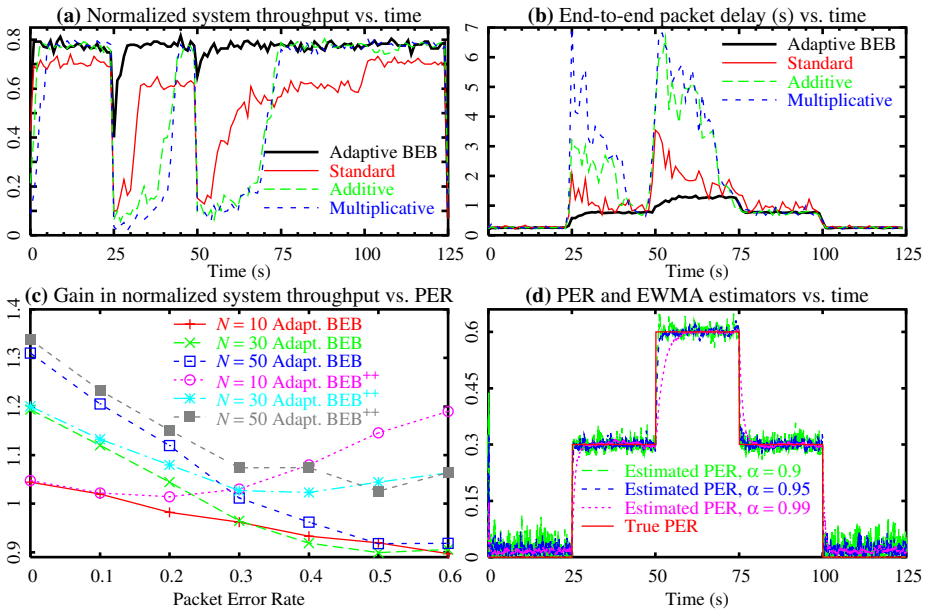 (a) Normalized system throughput vs. time
0.8
0.6
0.4
0.2
0
Adaptive BEB
Standard
Additive
Multiplicative
0 25 50 75 100 125
Time (s)
(b) End-to-end packet delay (s) vs. time
7
6
5
4
3
2
1
0
Adaptive BEB
Standard
Additive
Multiplicative
0 25 50 75 100 125
Time (s)
(c) Gain in normalized system throughput vs. PER
1.4
1.3
1.2
1.1
1
0.9
N = 10 Adapt. BEB
N = 30 Adapt. BEB
N = 50 Adapt. BEB
N = 10 Adapt. BEB++
N = 30 Adapt. BEB++
N = 50 Adapt. BEB++
0 0.1 0.2 0.3 0.4 0.5 0.6
Packet Error Rate
(d) PER and EWMA estimators vs. time
0.6
0.45
0.3
0.15
0
Estimated PER, α = 0.9
Estimated PER, α = 0.95
Estimated PER, α = 0.99
True PER
0 25 50 75 100 125
Time (s)